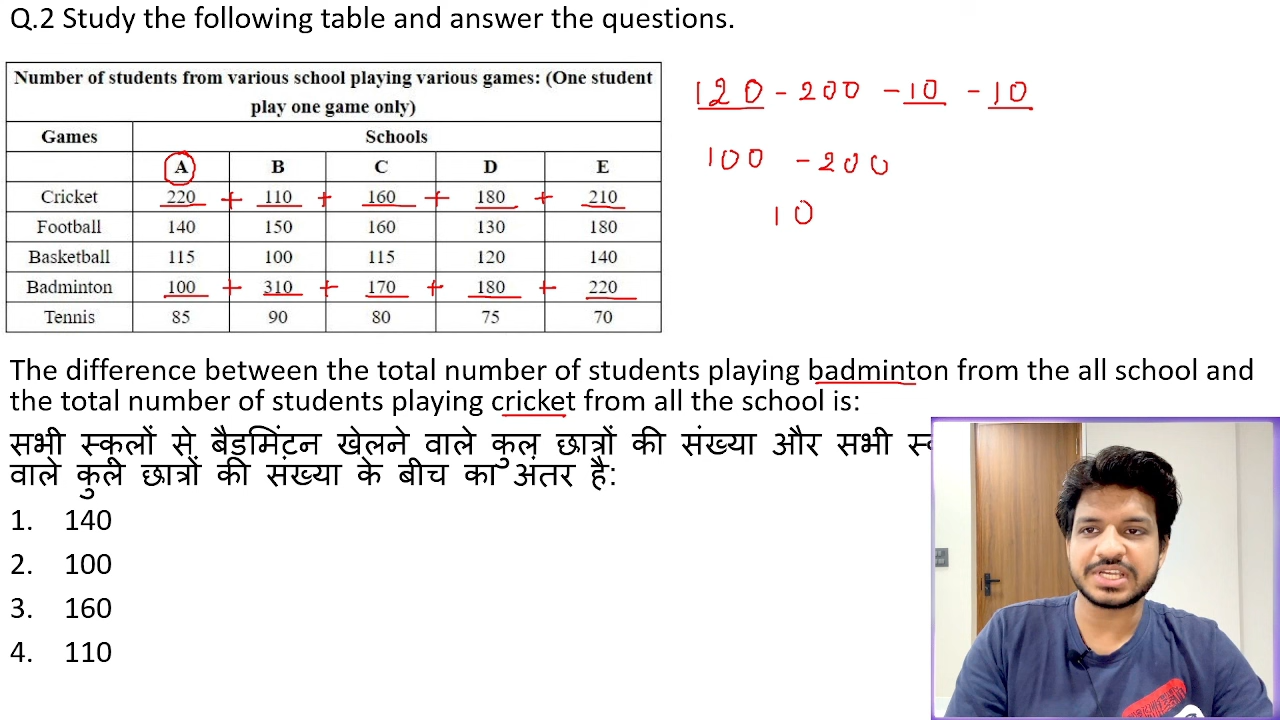 Q.2 Study the following table and answer the questions.
Number of students from various school playing various games: (One student
play one game only)
Games Schools
A B C D E
Cricket 220 + 110 + 160 + 180 + 210
Football 140 150 160 130 180
Basketball 115 100 115 120 140
Badminton 100 + 310 + 170 + 180 + 220
Tennis 85 90 80 75 70
120 - 200 - 10 - 10
100 - 200
10
The difference between the total number of students playing badminton from the all school and
the total number of students playing cricket from all the school is:
सभी स्कूलों से बैडमिंटन खेलने वाले कुल छात्रों की संख्या और सभी
वाले कुल छात्रों की संख्या के बीच का अंतर है:
1. 140
2. 100
3. 160
4. 110